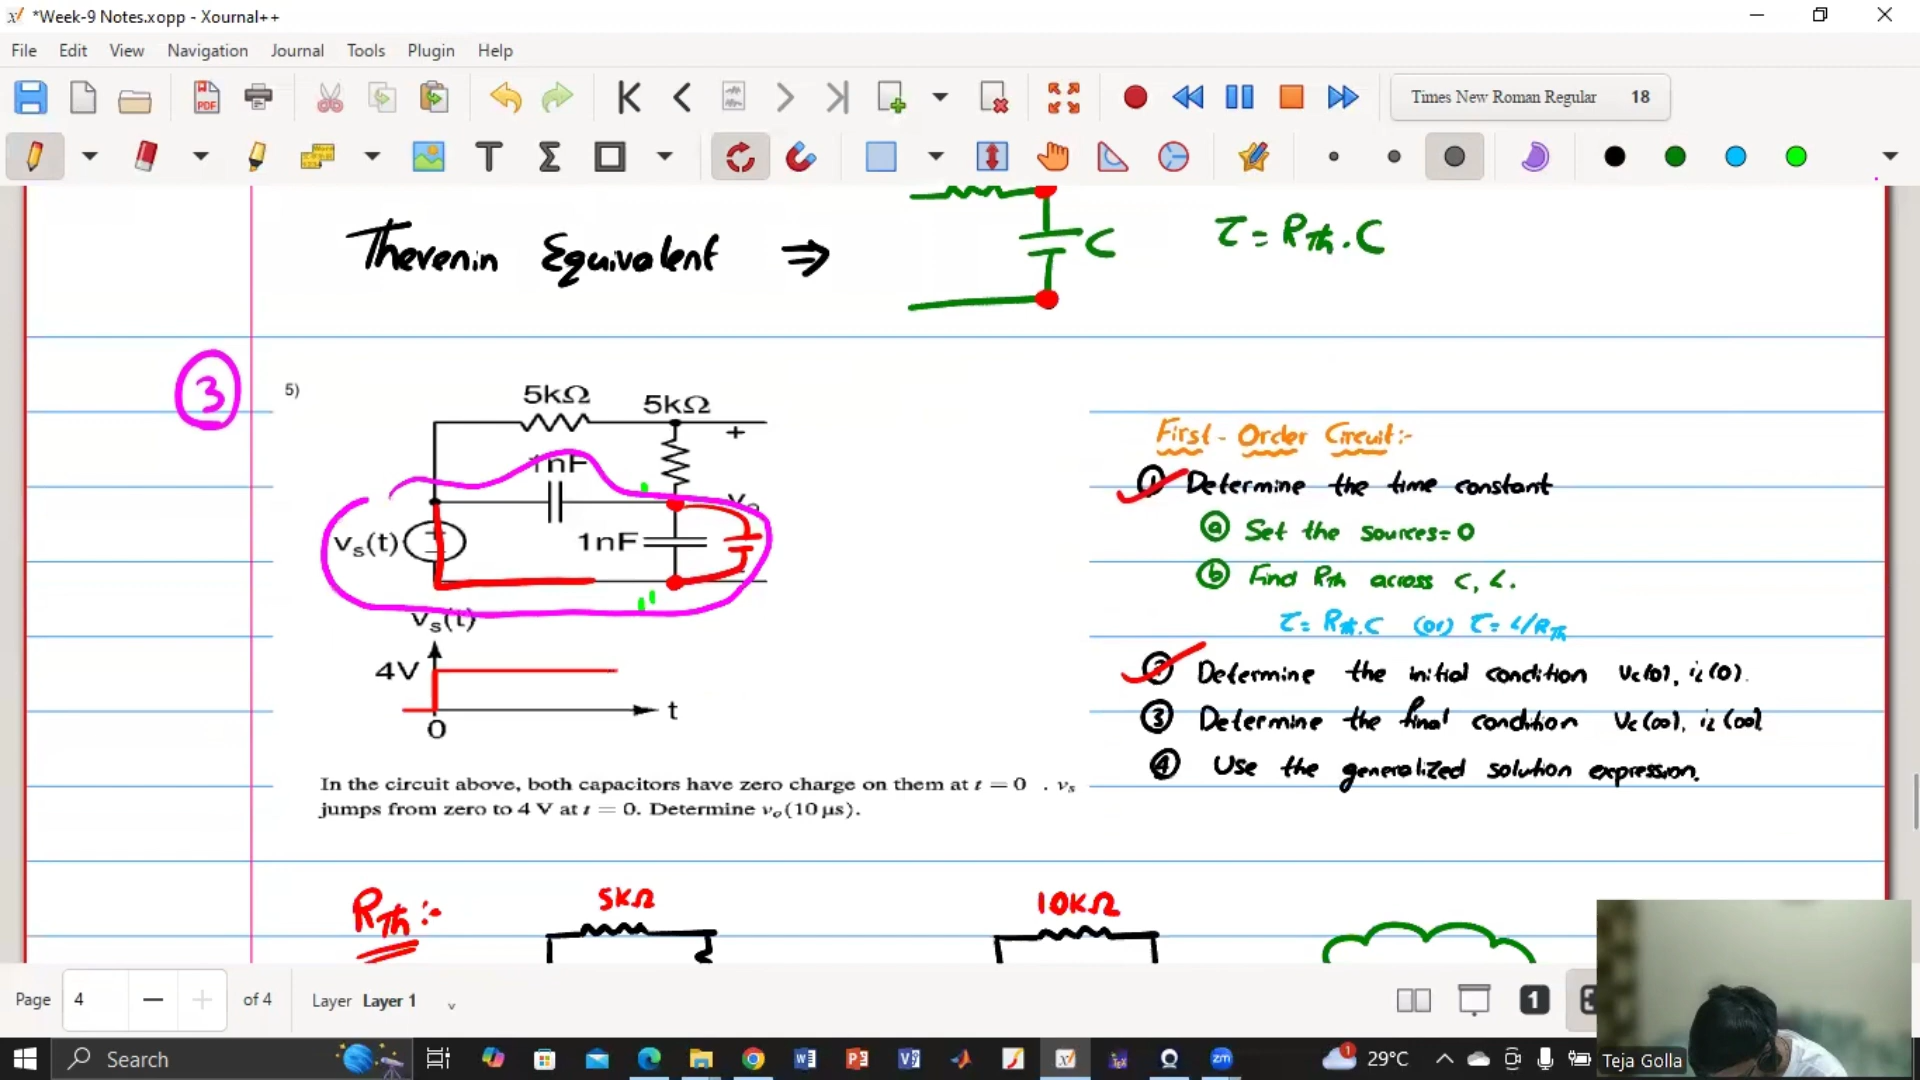 *Week-9 Notes.xopp - Xournal++
File Edit View Navigation Journal Tools Plugin Help
PDF
Times New Roman Regular 18
T Σ
Thevenin Equivalent ⇒
C
τ = RTh . C
3
5)
5kΩ
5kΩ
+
1nF
vs(t)
1nF
vs(t)
4V
t
0
In the circuit above, both capacitors have zero charge on them at t = 0 . vs
jumps from zero to 4 V at t = 0. Determine vo(10 μs).
First - Order Circuit:-
① Determine the time constant
ⓐ Set the sources = 0
ⓑ Find RTh across C, L.
τ = RTh.C (or) τ = L/RTh
② Determine the initial condition Vc(0), iL(0).
③ Determine the final condition Vc(∞), iL(∞)
④ Use the generalized solution expression.
RTh :-
5kΩ
10kΩ
Page 4 of 4 Layer Layer 1
1
Search
29°C
Teja Golla